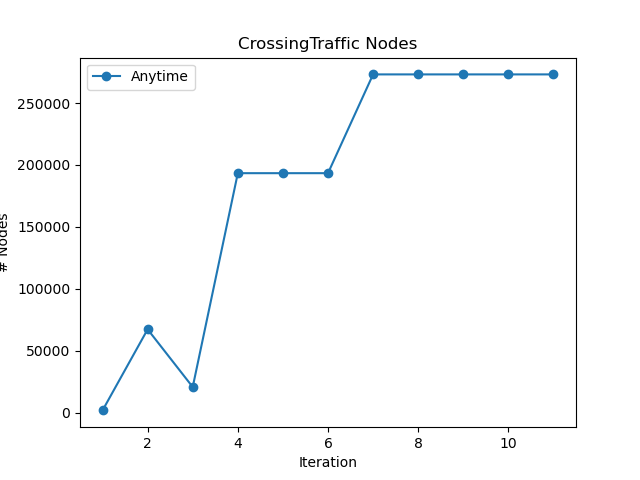 CrossingTraffic Nodes
Anytime
250000
200000
150000
100000
50000
0
# Nodes
2 4 6 8 10
Iteration